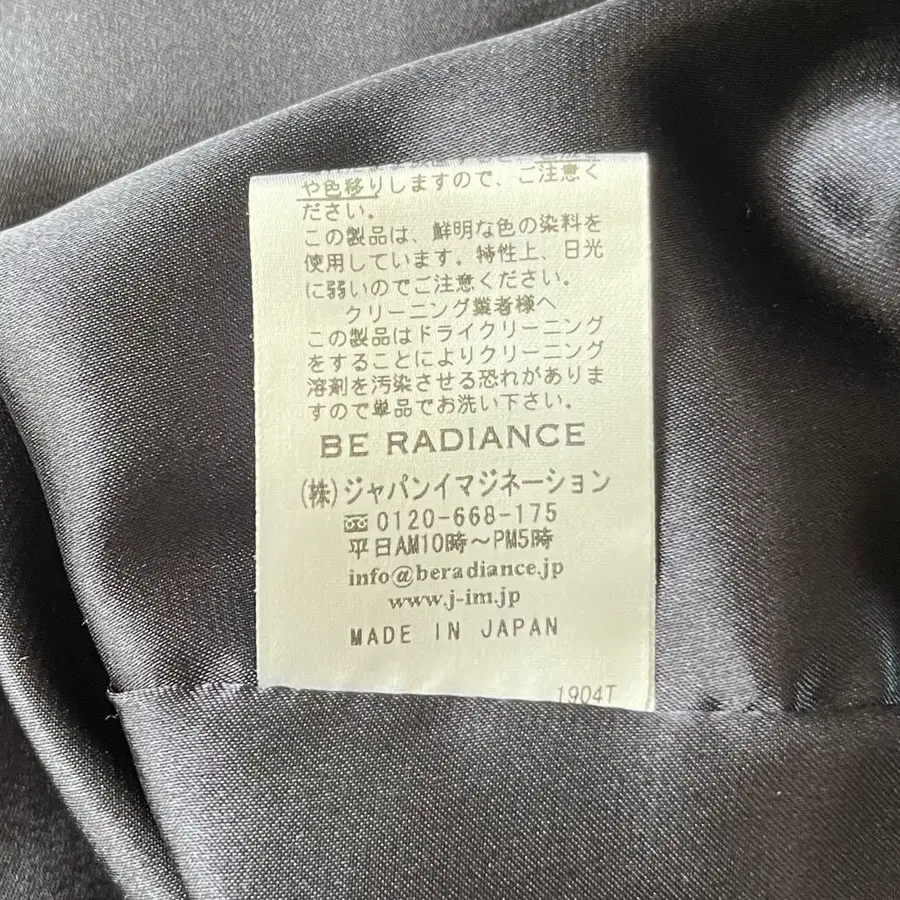 や色移りしますので、ご注意く
ださい。
この製品は、鮮明な色の染料を
使用しています。特性上、日光
に弱いのでご注意ください。
クリーニング業者様へ
この製品はドライクリーニング
をすることによりクリーニング
溶剤を汚染させる恐れがありま
すので単品でお洗い下さい。
BE RADIANCE
(株)ジャパンイマジネーション
0120-668-175
平日AM10時～PM5時
info@beradiance.jp
www.j-im.jp
MADE IN JAPAN
1904T